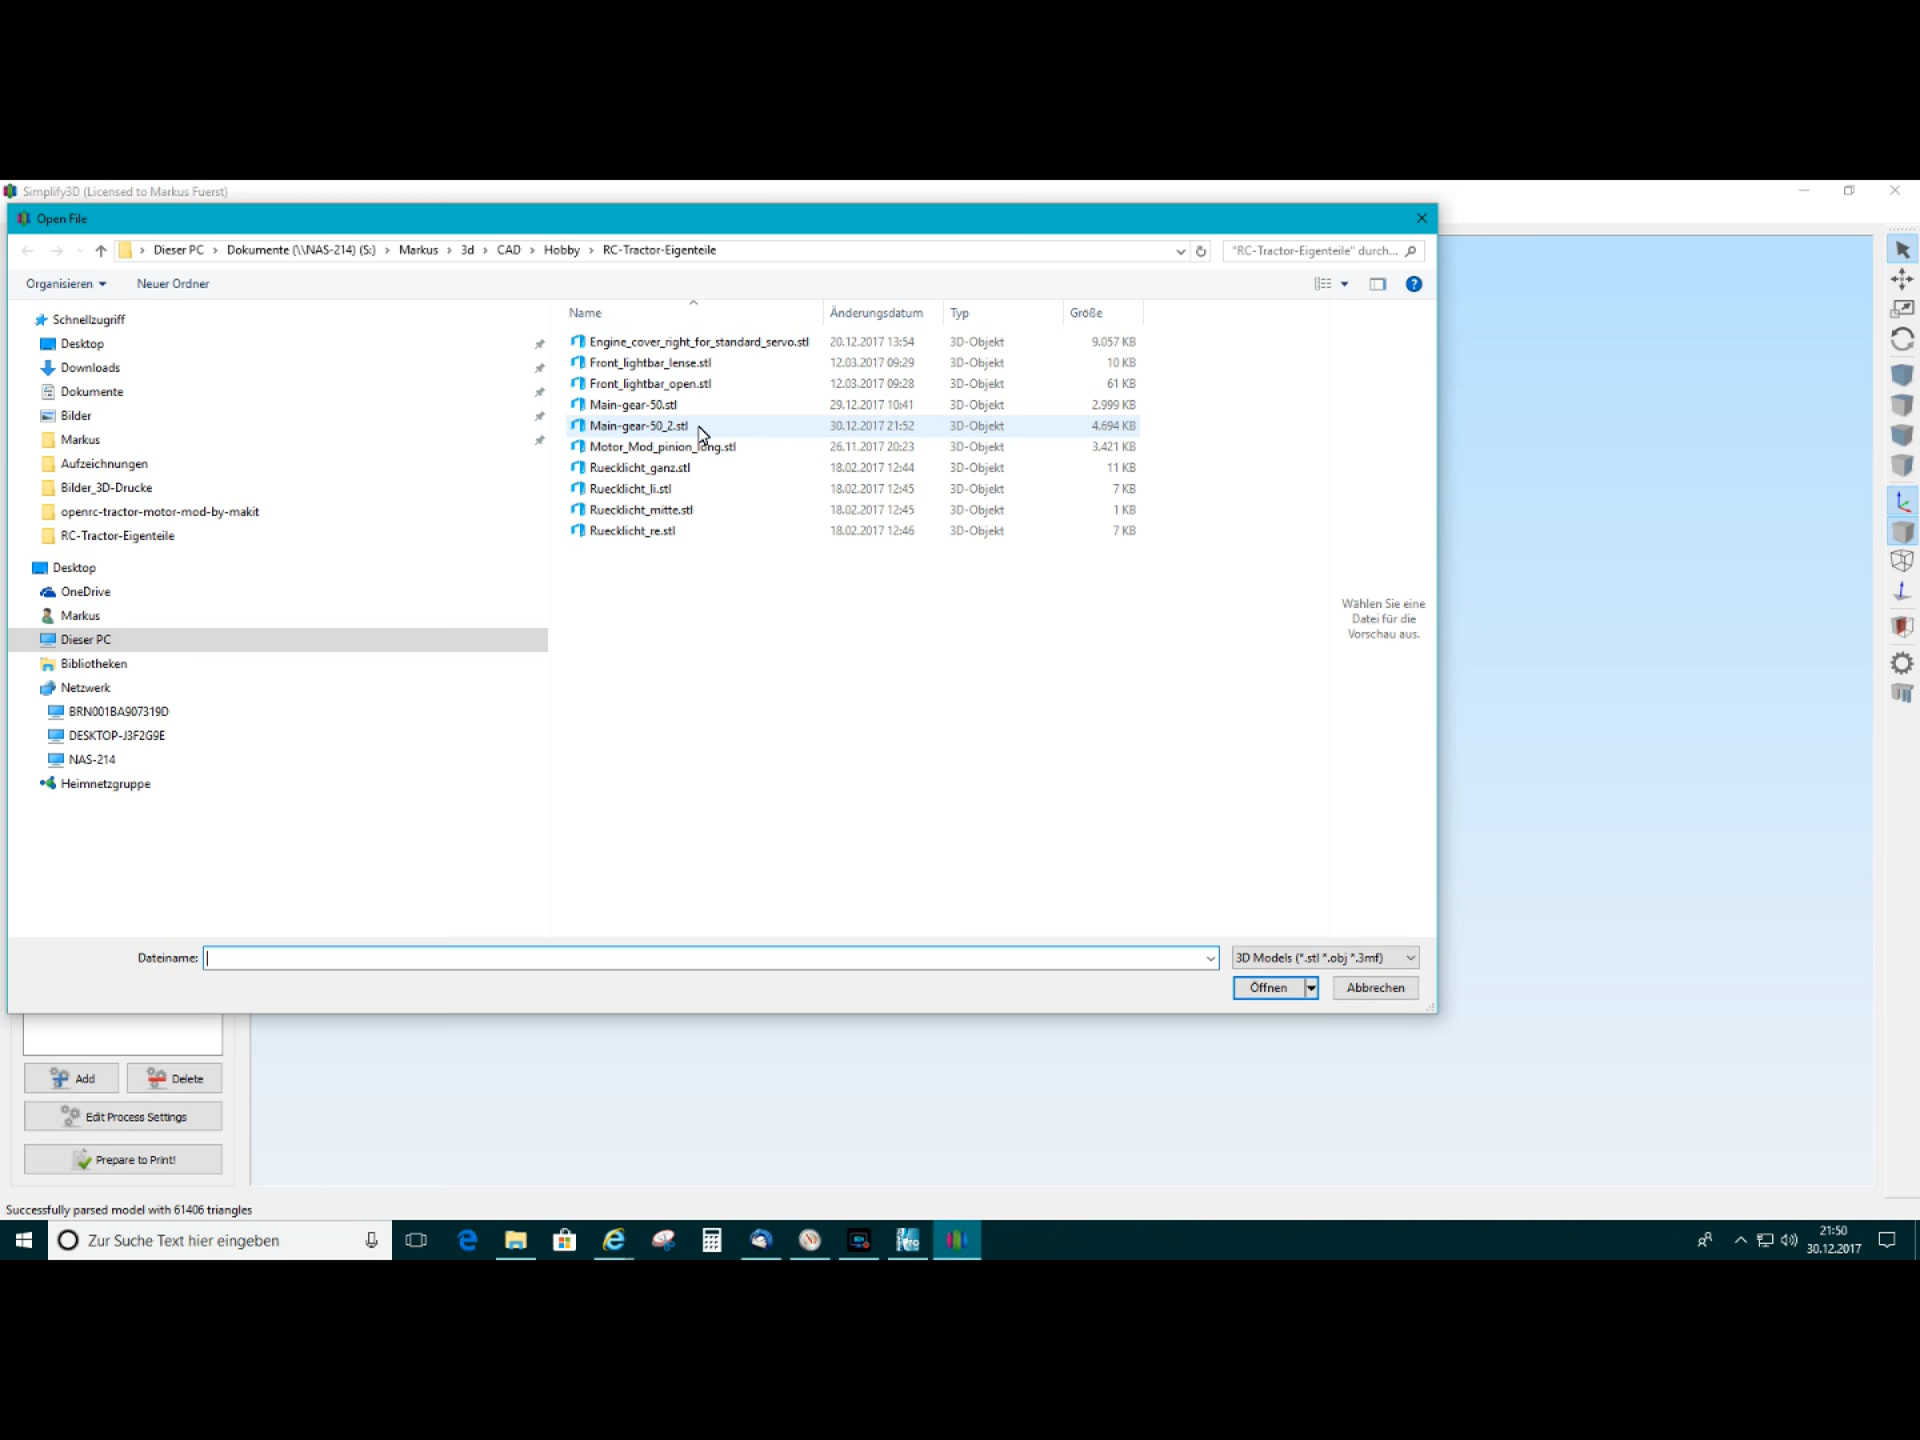 Simplify3D (Licensed to Markus Fuerst)
Open File
Dieser PC › Dokumente (\\NAS-214) (S:) › Markus › 3d › CAD › Hobby › RC-Tractor-Eigenteile
"RC-Tractor-Eigenteile" durch...
Organisieren
Neuer Ordner
Schnellzugriff
Desktop
Downloads
Dokumente
Bilder
Markus
Aufzeichnungen
Bilder_3D-Drucke
openrc-tractor-motor-mod-by-makit
RC-Tractor-Eigenteile
Desktop
OneDrive
Markus
Dieser PC
Bibliotheken
Netzwerk
BRN001BA907319D
DESKTOP-J3F2G9E
NAS-214
Heimnetzgruppe
Name Änderungsdatum Typ Größe
Engine_cover_right_for_standard_servo.stl 20.12.2017 13:54 3D-Objekt 9.057 KB
Front_lightbar_lense.stl 12.03.2017 09:29 3D-Objekt 10 KB
Front_lightbar_open.stl 12.03.2017 09:28 3D-Objekt 61 KB
Main-gear-50.stl 29.12.2017 10:41 3D-Objekt 2.999 KB
Main-gear-50_2.stl 30.12.2017 21:52 3D-Objekt 4.694 KB
Motor_Mod_pinion_long.stl 26.11.2017 20:23 3D-Objekt 3.421 KB
Ruecklicht_ganz.stl 18.02.2017 12:44 3D-Objekt 11 KB
Ruecklicht_li.stl 18.02.2017 12:45 3D-Objekt 7 KB
Ruecklicht_mitte.stl 18.02.2017 12:45 3D-Objekt 1 KB
Ruecklicht_re.stl 18.02.2017 12:46 3D-Objekt 7 KB
Wählen Sie eine
Datei für die
Vorschau aus.
Dateiname:
3D Models (*.stl *.obj *.3mf)
Öffnen
Abbrechen
Add
Delete
Edit Process Settings
Prepare to Print!
Successfully parsed model with 61406 triangles
Zur Suche Text hier eingeben
21:50
30.12.2017